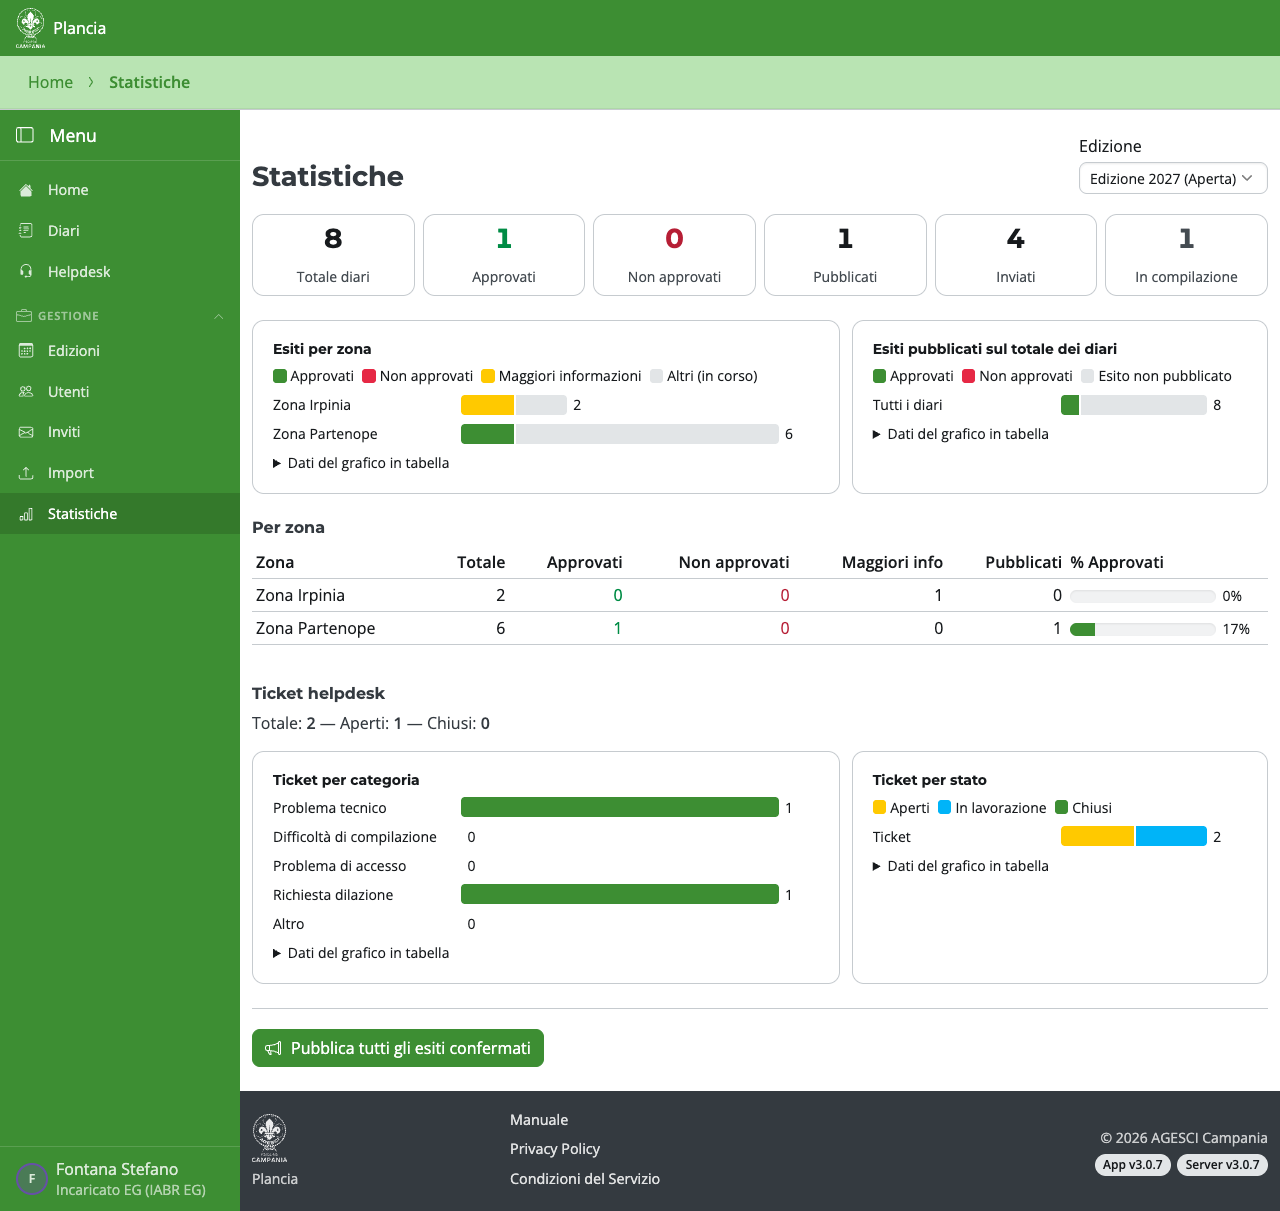 CAMPANIA
Plancia
Home > Statistiche
Menu
Home
Diari
Helpdesk
GESTIONE
Edizioni
Utenti
Inviti
Import
Statistiche
Fontana Stefano
F
Incaricato EG (IABR EG)
Edizione
Statistiche
Edizione 2027 (Aperta)
8 1 0 1 4 1
Totale diari Approvati Non approvati Pubblicati Inviati In compilazione
Esiti per zona
Approvati Non approvati Maggiori informazioni Altri (in corso)
Zona Irpinia 2
Zona Partenope 6
Dati del grafico in tabella
Esiti pubblicati sul totale dei diari
Approvati Non approvati Esito non pubblicato
Tutti i diari 8
Dati del grafico in tabella
Per zona
Zona Totale Approvati Non approvati Maggiori info Pubblicati % Approvati
Zona Irpinia 2 0 0 1 0 0%
Zona Partenope 6 1 0 0 1 17%
Ticket helpdesk
Totale: 2 — Aperti: 1 — Chiusi: 0
Ticket per categoria
Problema tecnico 1
Difficoltà di compilazione 0
Problema di accesso 0
Richiesta dilazione 1
Altro 0
Dati del grafico in tabella
Ticket per stato
Aperti In lavorazione Chiusi
Ticket 2
Dati del grafico in tabella
Pubblica tutti gli esiti confermati
CAMPANIA
Plancia
Manuale
Privacy Policy
Condizioni del Servizio
© 2026 AGESCI Campania
App v3.0.7 Server v3.0.7